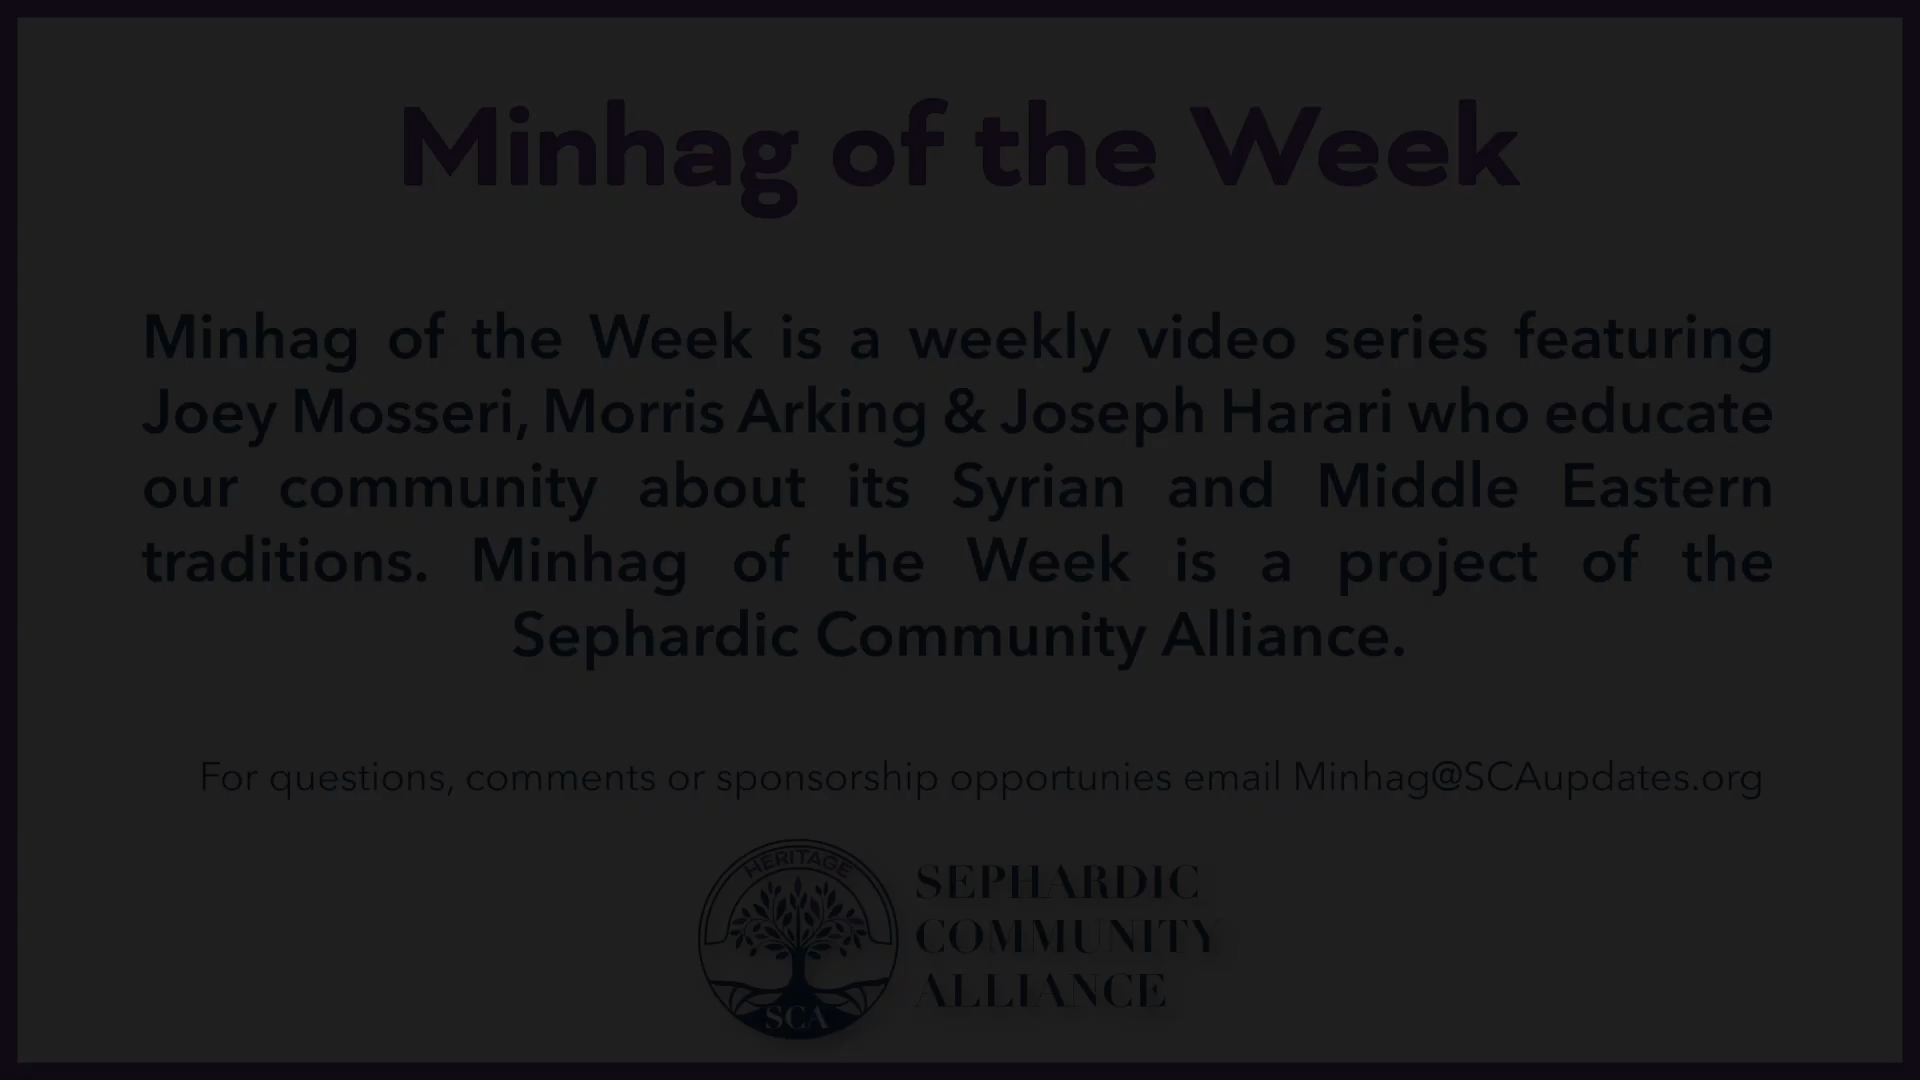 Minhag of the Week
Minhag of the Week is a weekly video series featuring
Joey Mosseri, Morris Arking & Joseph Harari who educate
our community about its Syrian and Middle Eastern
traditions. Minhag of the Week is a project of the
Sephardic Community Alliance.
For questions, comments or sponsorship opportunies email Minhag@SCAupdates.org
HERITAGE
SCA
SEPHARDIC
COMMUNITY
ALLIANCE